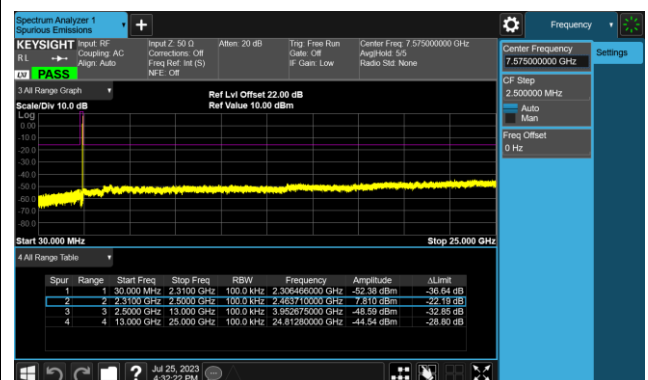 Spectrum Analyzer 1
Spurious Emissions
Frequency
KEYSIGHT Input: RF Input Z: 50 Ω Atten: 20 dB Trig: Free Run Center Freq: 7.575000000 GHz
RL Coupling: AC Corrections: Off Gate: Off Avg|Hold: 5/5
Align: Auto Freq Ref: Int (S) IF Gain: Low Radio Std: None
NFE: Off
LXI PASS
Center Frequency
7.575000000 GHz
Settings
CF Step
2.500000 MHz
Auto
Man
Freq Offset
0 Hz
3 All Range Graph
Ref Lvl Offset 22.00 dB
Scale/Div 10.0 dB Ref Value 10.00 dBm
Log
0.00
-10.0
-20.0
-30.0
-40.0
-50.0
-60.0
-70.0
-80.0
Start 30.000 MHz Stop 25.000 GHz
4 All Range Table
Spur Range Start Freq Stop Freq RBW Frequency Amplitude ΔLimit
1 1 30.000 MHz 2.3100 GHz 100.0 kHz 2.306466000 GHz -52.38 dBm -36.64 dB
2 2 2.3100 GHz 2.5000 GHz 100.0 kHz 2.463710000 GHz 7.810 dBm -22.19 dB
3 3 2.5000 GHz 13.000 GHz 100.0 kHz 3.952675000 GHz -48.59 dBm -32.85 dB
4 4 13.000 GHz 25.000 GHz 100.0 kHz 24.81280000 GHz -44.54 dBm -28.80 dB
Jul 25, 2023
4:32:22 PM